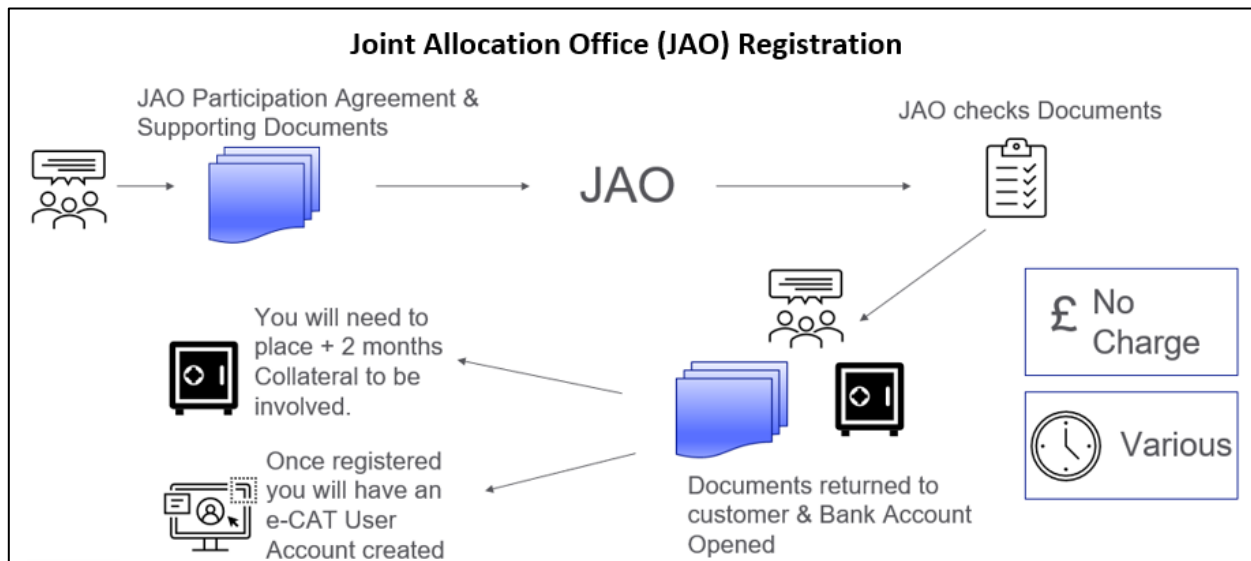 Joint Allocation Office (JAO) Registration
JAO Participation Agreement &
Supporting Documents
JAO
JAO checks Documents
You will need to
place + 2 months
Collateral to be
involved.
Once registered
you will have an
e-CAT User
Account created
Documents returned to
customer & Bank Account
Opened
£ No
Charge
Various